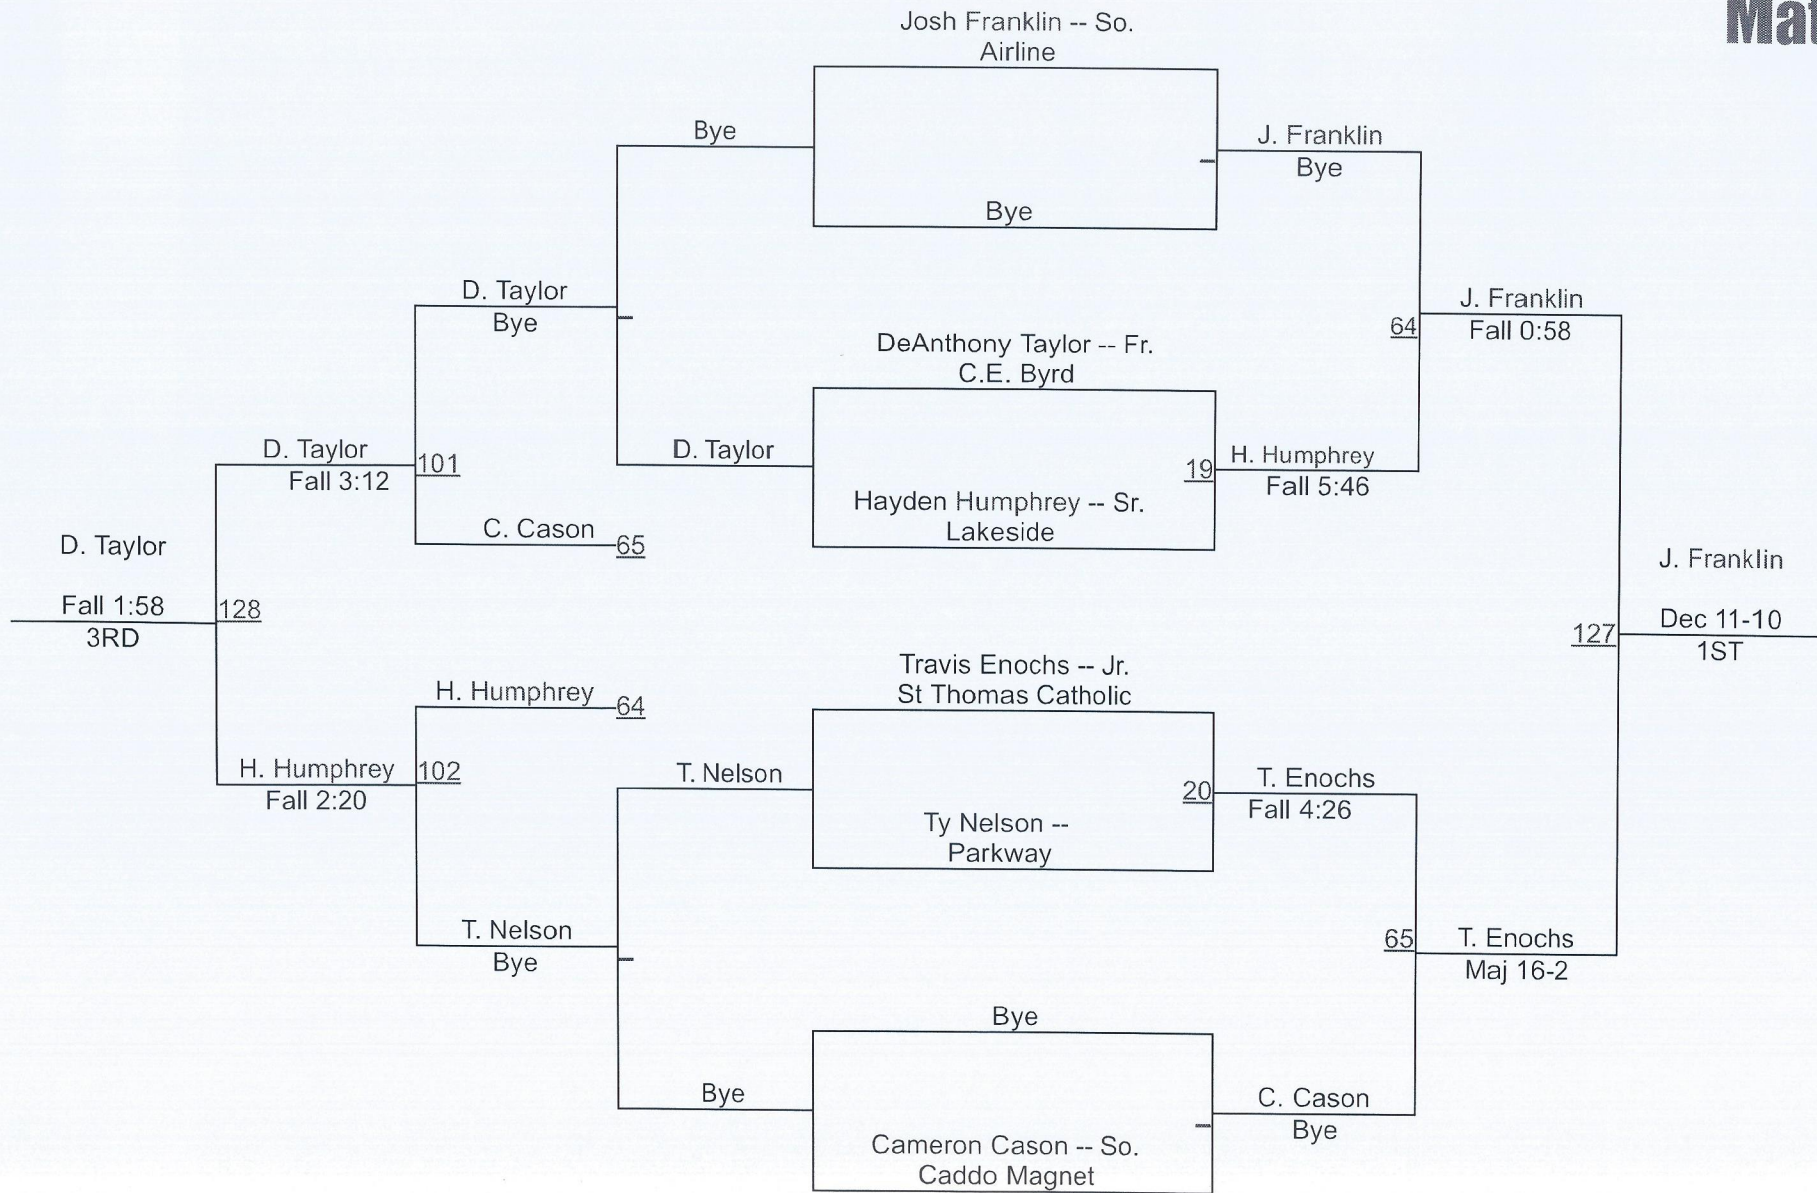 Mat
Josh Franklin -- So.
Airline
Bye
J. Franklin
Bye
Bye
D. Taylor
Bye
J. Franklin
Fall 0:58
64
DeAnthony Taylor -- Fr.
C.E. Byrd
D. Taylor
Fall 3:12
101
D. Taylor
19
H. Humphrey
Fall 5:46
Hayden Humphrey -- Sr.
Lakeside
C. Cason
65
D. Taylor
Fall 1:58
3RD
128
J. Franklin
Dec 11-10
1ST
127
Travis Enochs -- Jr.
St Thomas Catholic
H. Humphrey
64
H. Humphrey
Fall 2:20
102
T. Nelson
20
T. Enochs
Fall 4:26
Ty Nelson --
Parkway
T. Nelson
Bye
65
T. Enochs
Maj 16-2
Bye
Bye
C. Cason
Bye
Cameron Cason -- So.
Caddo Magnet